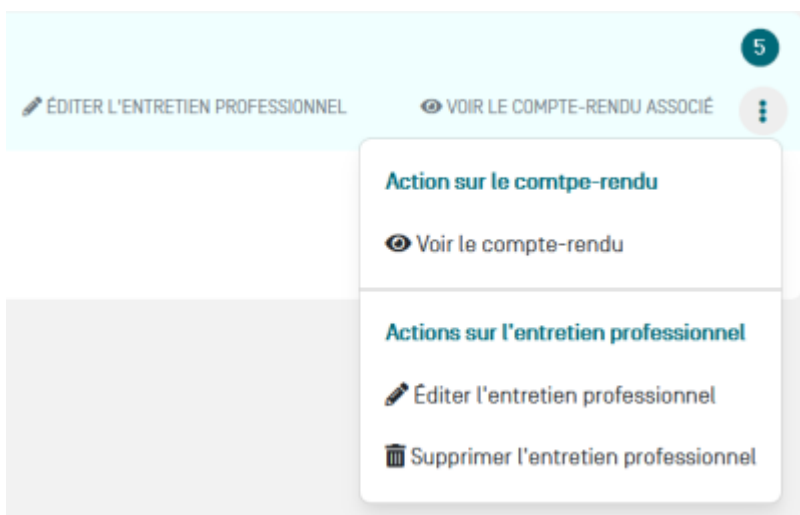 5
ÉDITER L'ENTRETIEN PROFESSIONNEL VOIR LE COMPTE-RENDU ASSOCIÉ
Action sur le comtpe-rendu
Voir le compte-rendu
Actions sur l'entretien professionnel
Éditer l'entretien professionnel
Supprimer l'entretien professionnel